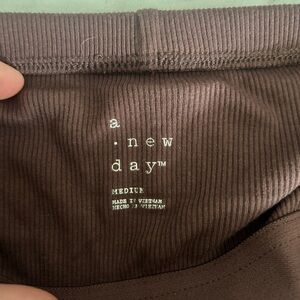 a
· new
day™
MEDIUM
MADE IN VIETNAM
HECHO EN VIETNAM